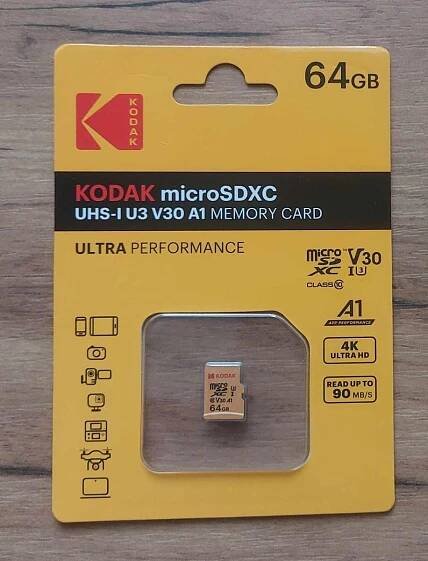 64GB
KODAK
KODAK microSDXC
UHS-I U3 V30 A1 MEMORY CARD
ULTRA PERFORMANCE
micro SD XC I U3 V30
CLASS 10
A1
APP PERFORMANCE
4K
ULTRA HD
READ UP TO
90 MB/S
KODAK
micro SD XC I U3
V30 A1
64GB